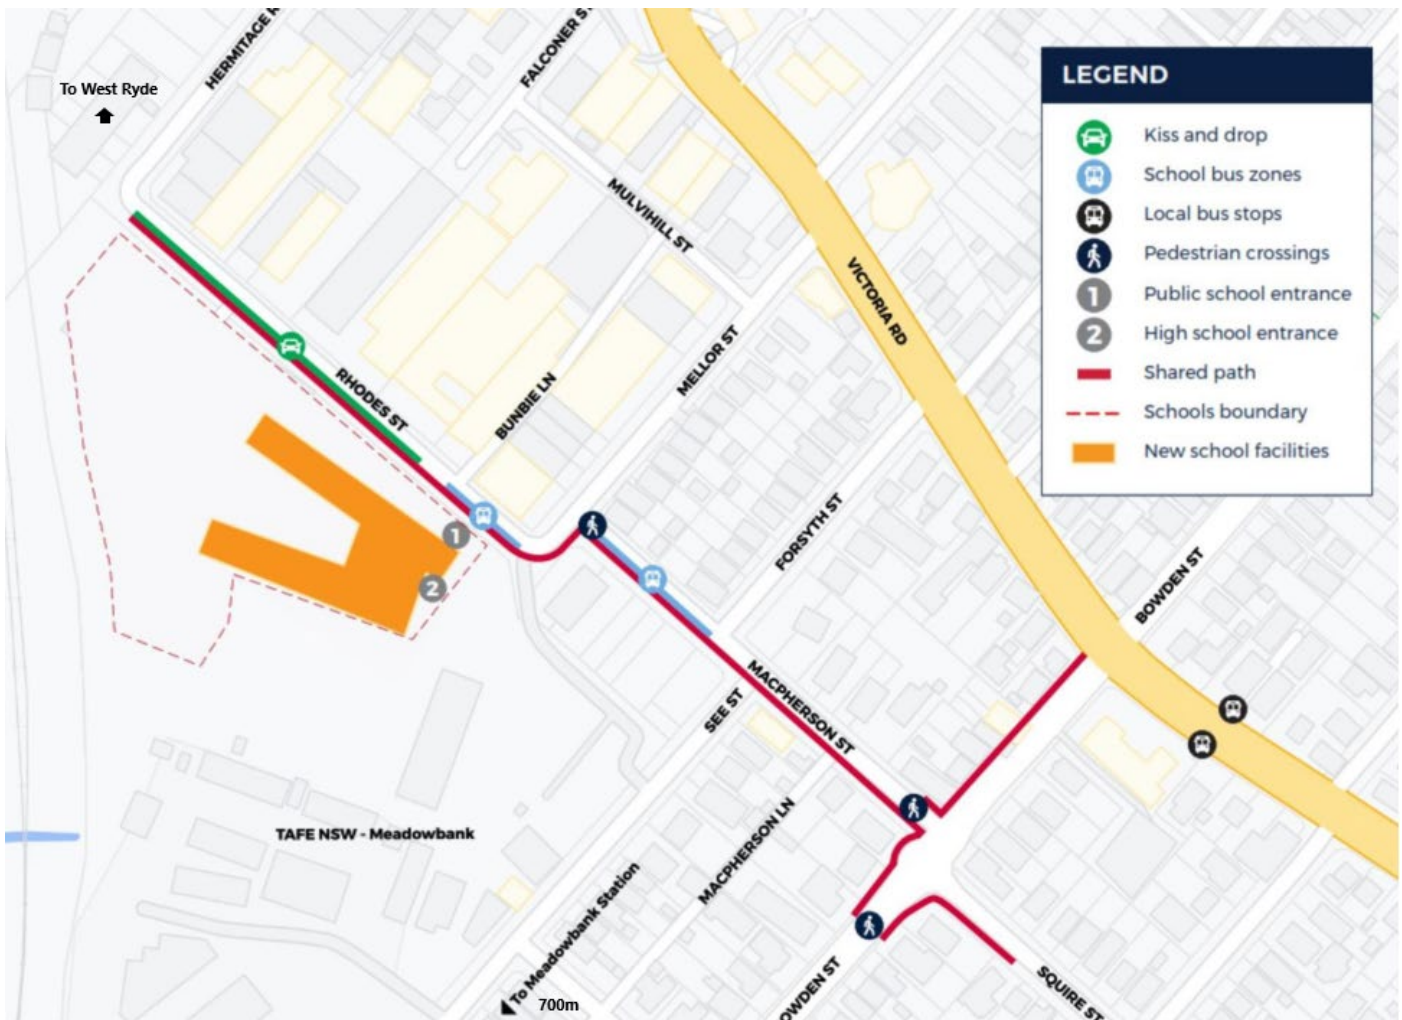 HERMITAGE R
FALCONER ST
To West Ryde
LEGEND
Kiss and drop
School bus zones
Local bus stops
Pedestrian crossings
1 Public school entrance
2 High school entrance
Shared path
Schools boundary
New school facilities
MULVIHILL ST
VICTORIA RD
MELLOR ST
RHODES ST
BUNBIE LN
FORSYTH ST
BOWDEN ST
1
2
MACPHERSON ST
SEE ST
TAFE NSW - Meadowbank
MACPHERSON LN
To Meadowbank Station
700m
OWDEN ST
SQUIRE ST